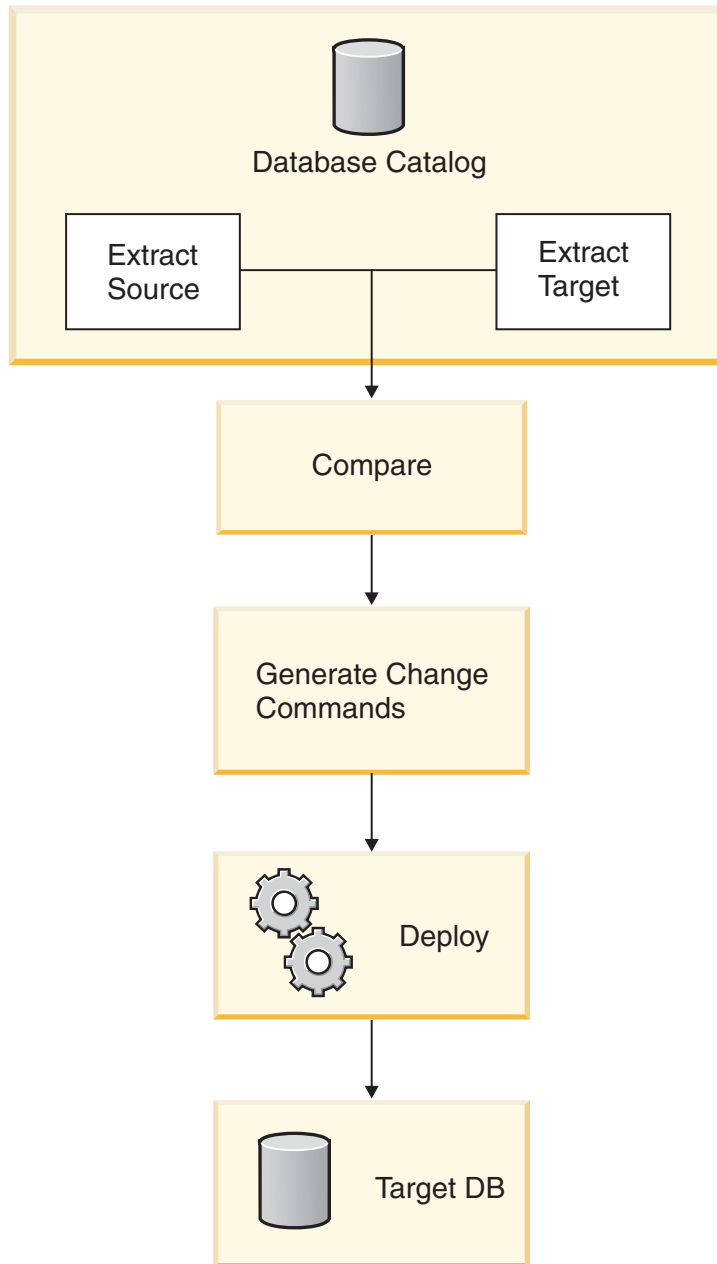 Database Catalog
Extract
Source
Extract
Target
Compare
Generate Change
Commands
Deploy
Target DB